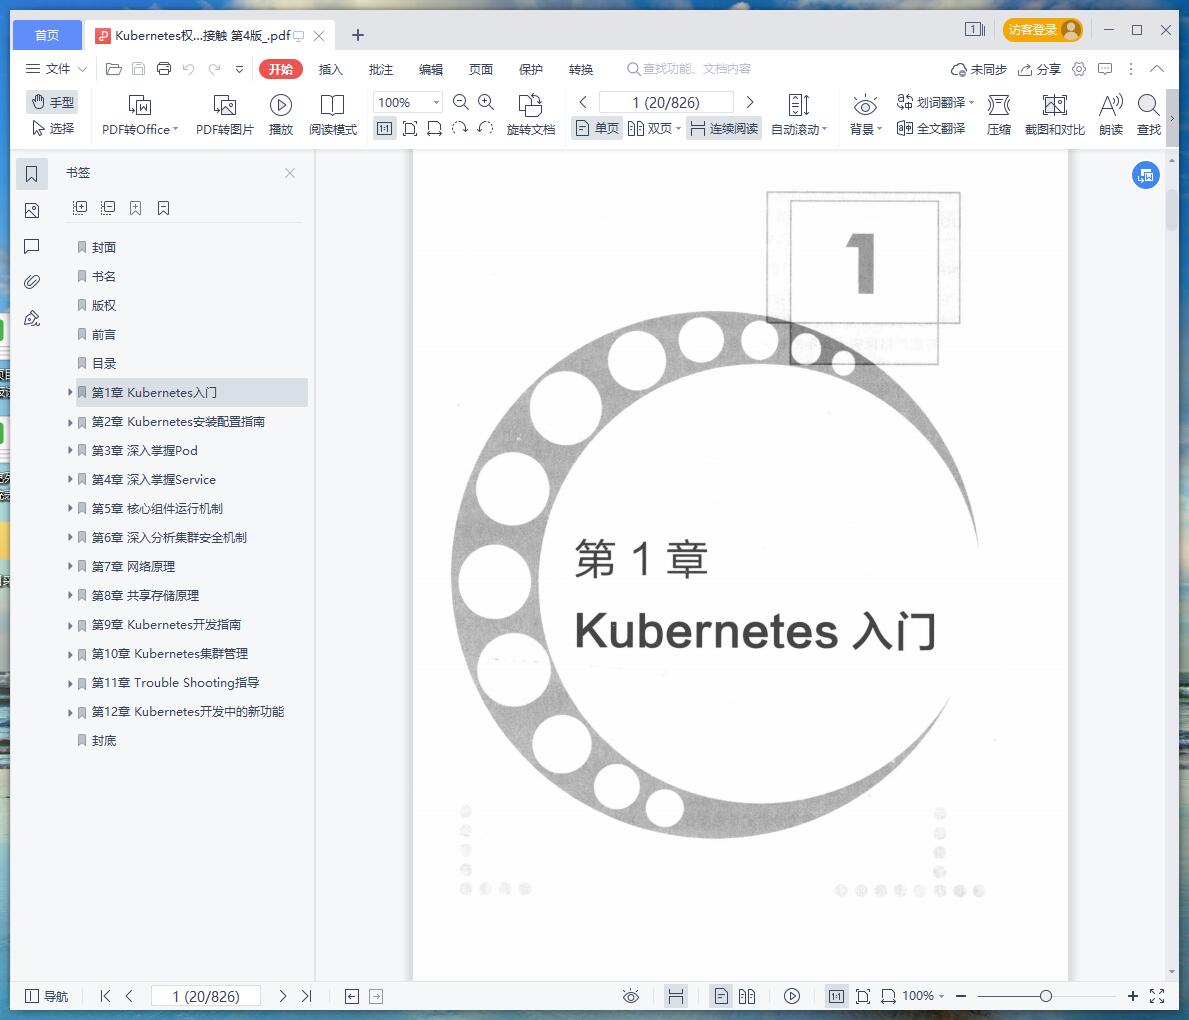 首页
Kubernetes权...接触 第4版_.pdf
1
访客登录
文件
开始 插入 批注 编辑 页面 保护 转换
查找功能、文档内容
未同步 分享
手型
选择
PDF转Office PDF转图片 播放 阅读模式
100%
旋转文档
1 (20/826)
单页 双页 连续阅读
自动滚动 背景
划词翻译
全文翻译
压缩 截图和对比 朗读 查找
书签
封面
书名
版权
前言
目录
第1章 Kubernetes入门
第2章 Kubernetes安装配置指南
第3章 深入掌握Pod
第4章 深入掌握Service
第5章 核心组件运行机制
第6章 深入分析集群安全机制
第7章 网络原理
第8章 共享存储原理
第9章 Kubernetes开发指南
第10章 Kubernetes集群管理
第11章 Trouble Shooting指导
第12章 Kubernetes开发中的新功能
封底
1
第 1 章
Kubernetes 入门
导航
1 (20/826)
100%